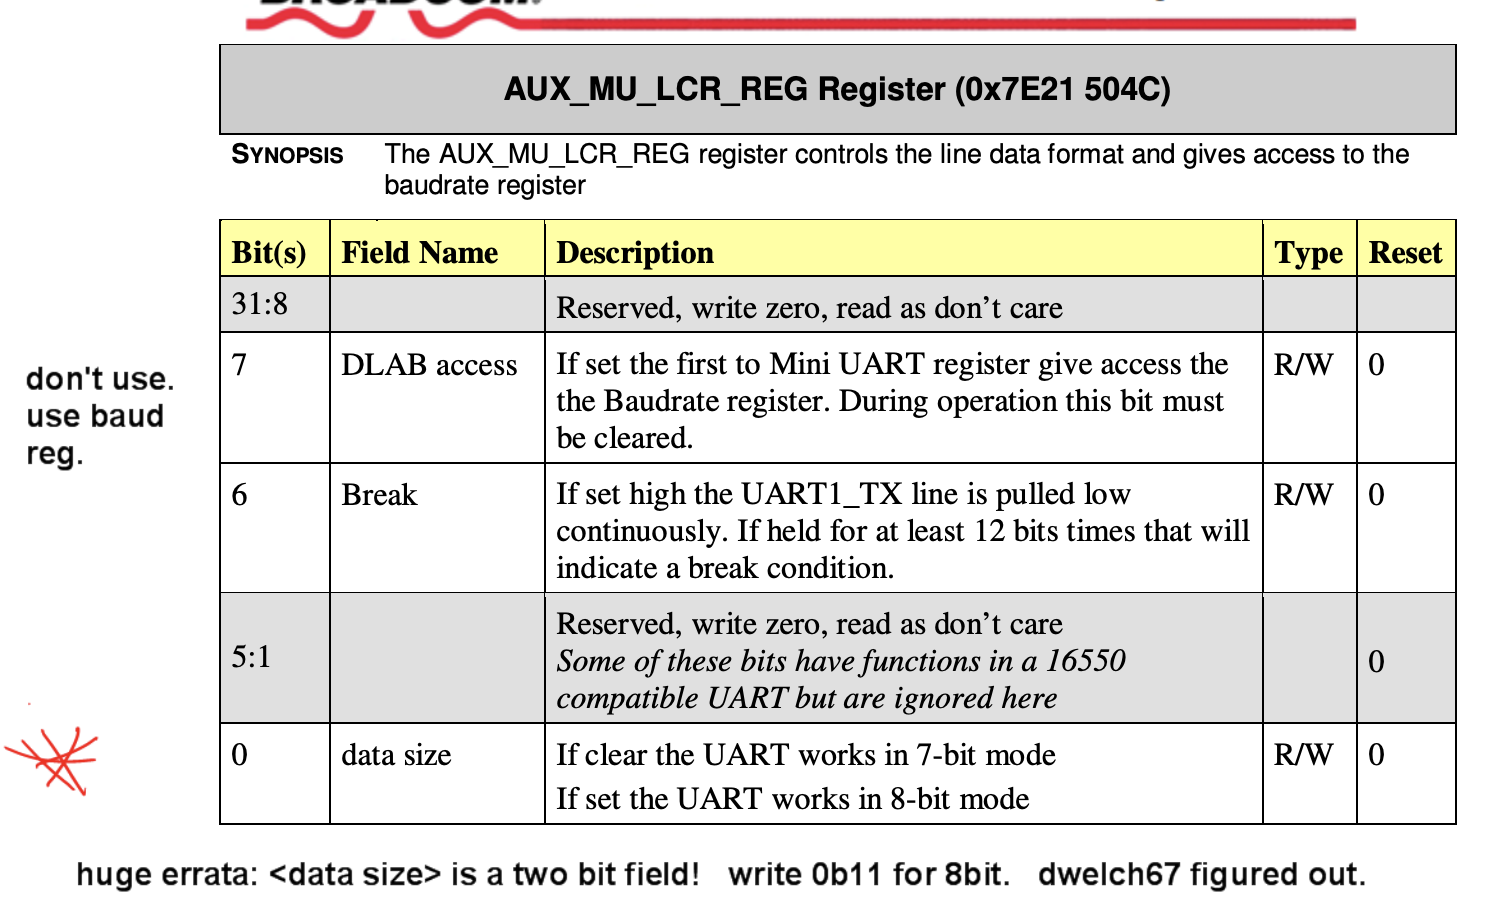 BROADCOM.
AUX_MU_LCR_REG Register (0x7E21 504C)
SYNOPSIS The AUX_MU_LCR_REG register controls the line data format and gives access to the
baudrate register
Bit(s) Field Name Description Type Reset
31:8 Reserved, write zero, read as don’t care
don't use.
use baud
reg.
7 DLAB access If set the first to Mini UART register give access the R/W 0
the Baudrate register. During operation this bit must
be cleared.
6 Break If set high the UART1_TX line is pulled low R/W 0
continuously. If held for at least 12 bits times that will
indicate a break condition.
5:1 Reserved, write zero, read as don’t care 0
Some of these bits have functions in a 16550
compatible UART but are ignored here
0 data size If clear the UART works in 7-bit mode R/W 0
If set the UART works in 8-bit mode
huge errata: <data size> is a two bit field! write 0b11 for 8bit. dwelch67 figured out.